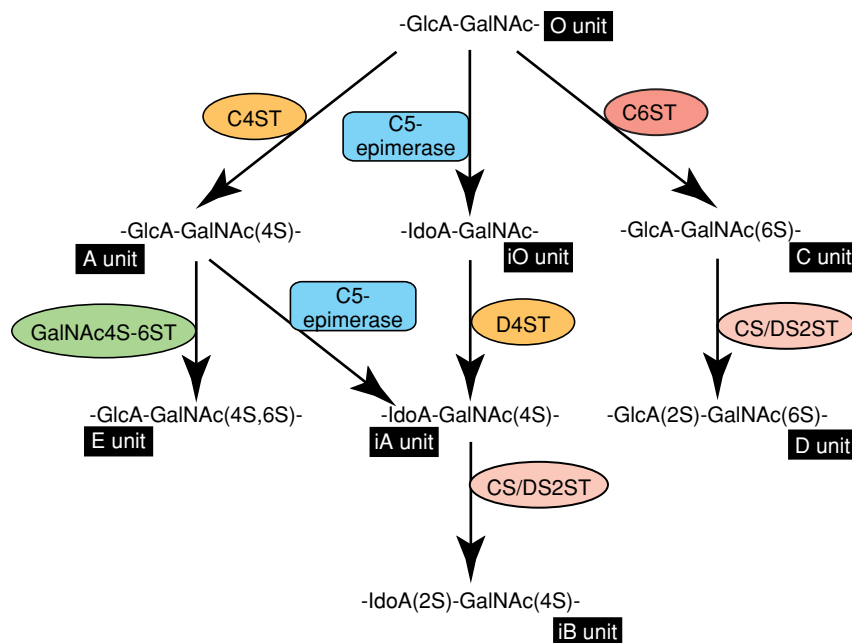 -GlcA-GalNAc- O unit
C4ST
C5-
epimerase
C6ST
-GlcA-GalNAc(4S)-
A unit
-IdoA-GalNAc-
iO unit
-GlcA-GalNAc(6S)-
C unit
GalNAc4S-6ST
C5-
epimerase
D4ST
CS/DS2ST
-GlcA-GalNAc(4S,6S)-
E unit
-IdoA-GalNAc(4S)-
iA unit
-GlcA(2S)-GalNAc(6S)-
D unit
CS/DS2ST
-IdoA(2S)-GalNAc(4S)-
iB unit